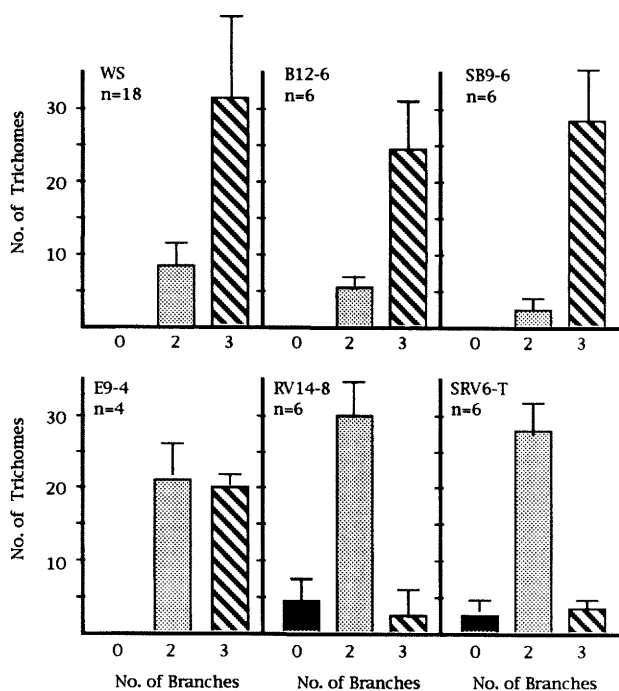 WS
n=18
B12-6
n=6
SB9-6
n=6
No. of Trichomes
30
20
10
0 2 3 0 2 3 0 2 3
E9-4
n=4
RV14-8
n=6
SRV6-T
n=6
No. of Trichomes
30
20
10
0 2 3 0 2 3 0 2 3
No. of Branches No. of Branches No. of Branches